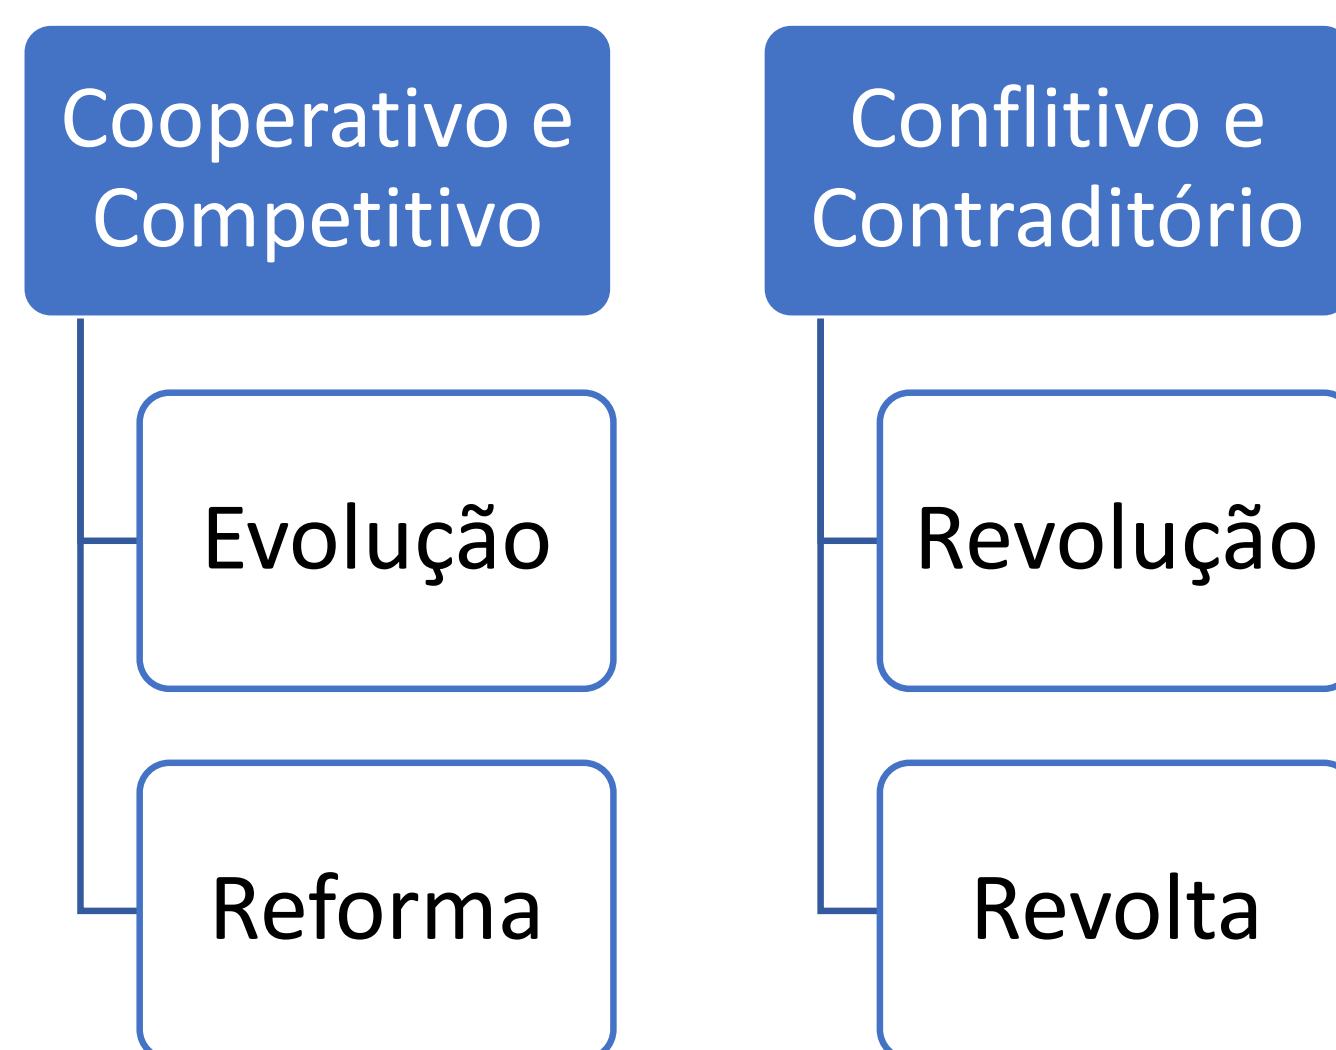 Cooperativo e
Competitivo
Evolução
Reforma
Conflitivo e
Contraditório
Revolução
Revolta